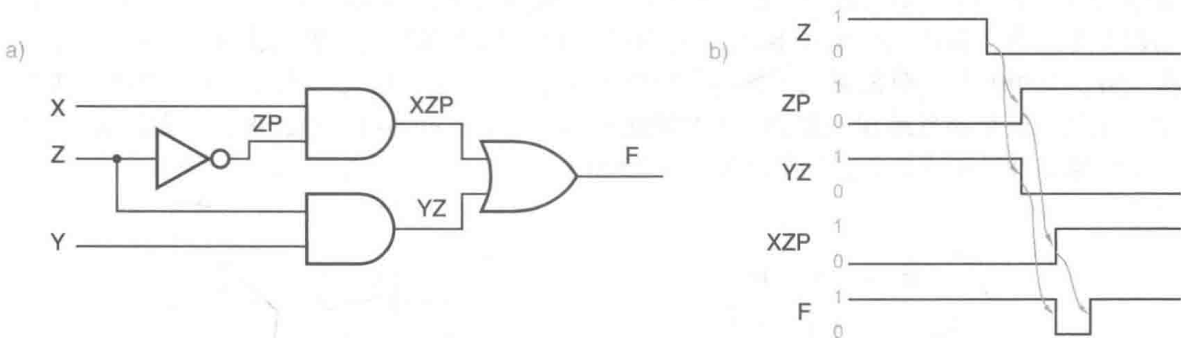 a)
X
Z
Y
ZP
XZP
YZ
F
b)
Z 1 0
ZP 1 0
YZ 1 0
XZP 1 0
F 1 0